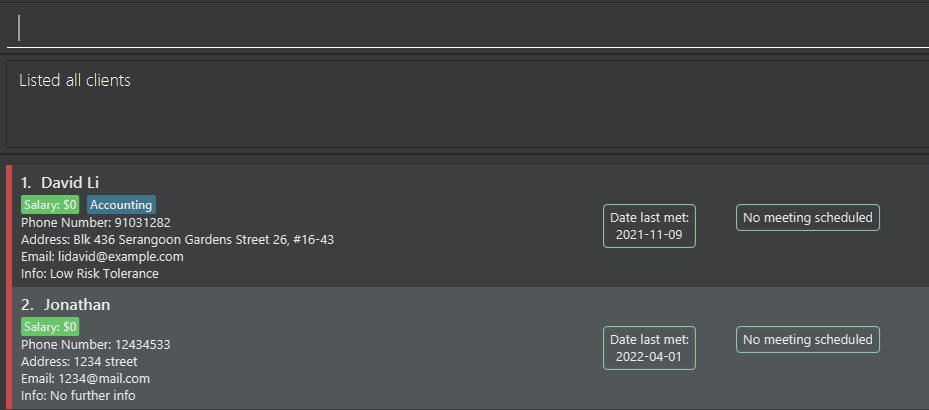 Listed all clients
1. David Li
Salary: $0 Accounting
Phone Number: 91031282
Address: Blk 436 Serangoon Gardens Street 26, #16-43
Email: lidavid@example.com
Info: Low Risk Tolerance
Date last met:
2021-11-09
No meeting scheduled
2. Jonathan
Salary: $0
Phone Number: 12434533
Address: 1234 street
Email: 1234@mail.com
Info: No further info
Date last met:
2022-04-01
No meeting scheduled